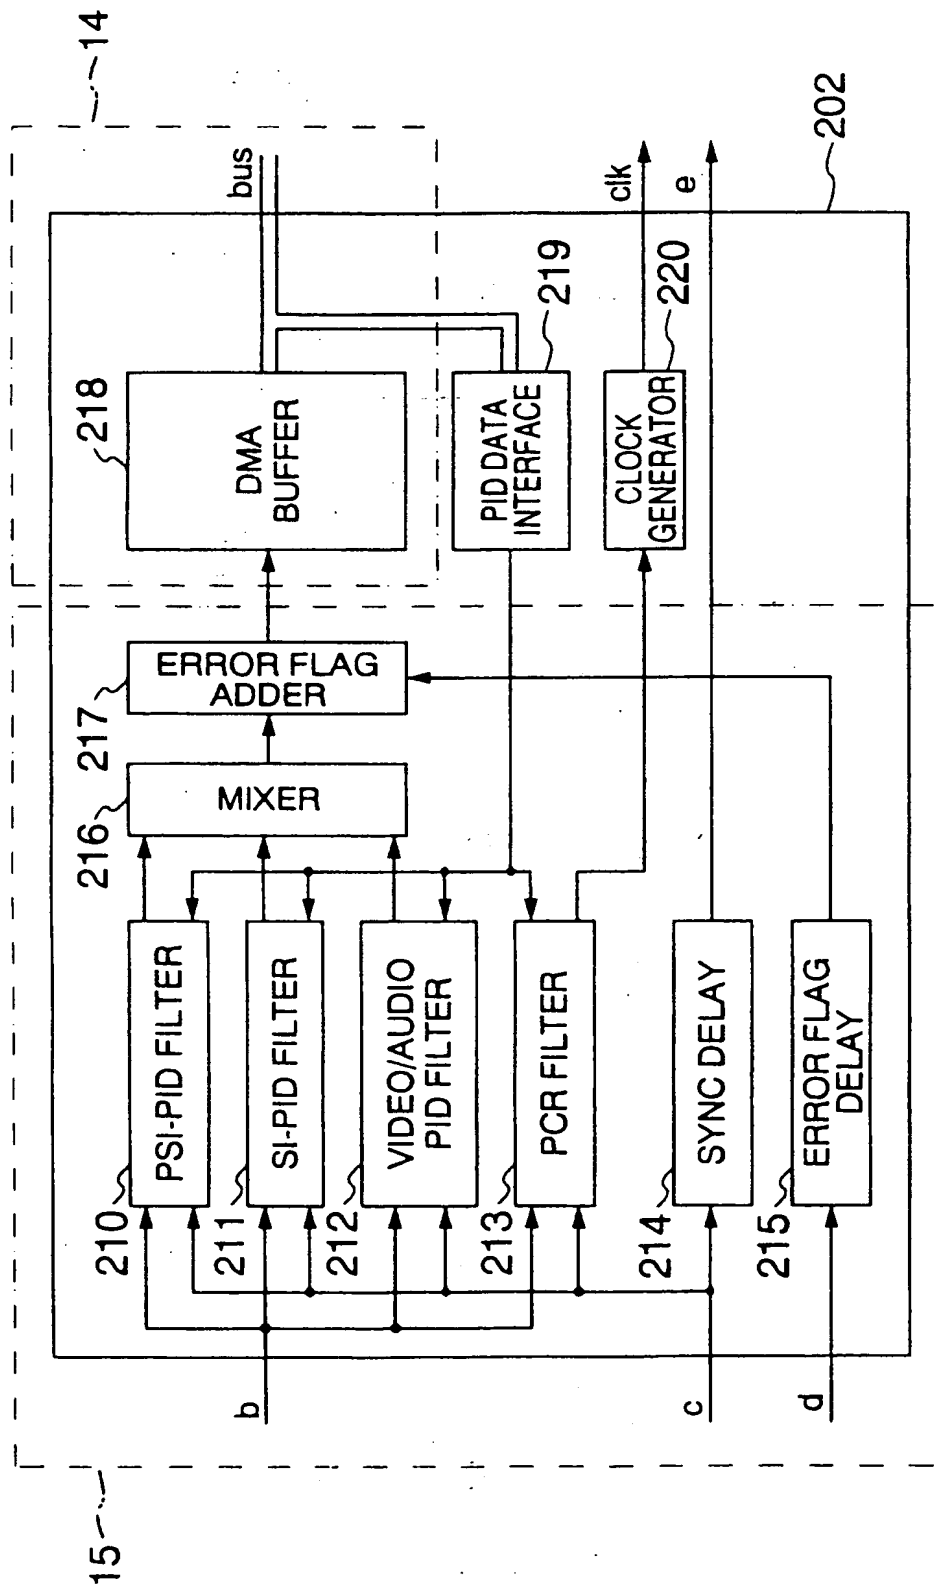 15
14
202
b
c
d
210
PSI-PID FILTER
211
SI-PID FILTER
212
VIDEO/AUDIO
PID FILTER
213
PCR FILTER
214
SYNC DELAY
215
ERROR FLAG
DELAY
216
MIXER
217
ERROR FLAG
ADDER
218
DMA
BUFFER
219
PID DATA
INTERFACE
220
CLOCK
GENERATOR
bus
clk
e